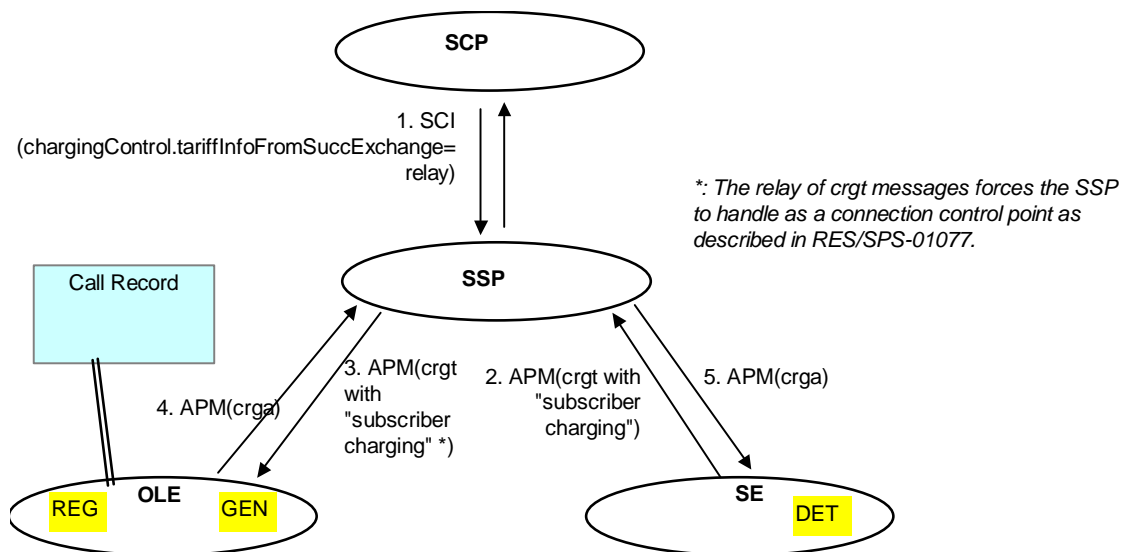 SCP
1. SCI
(chargingControl.tariffInfoFromSuccExchange=
relay)
*: The relay of crgt messages forces the SSP
to handle as a connection control point as
described in RES/SPS-01077.
Call Record
SSP
4. APM(crga)
3. APM(crgt
with
"subscriber
charging" *)
2. APM(crgt with
"subscriber
charging")
5. APM(crga)
REG
OLE
GEN
SE
DET